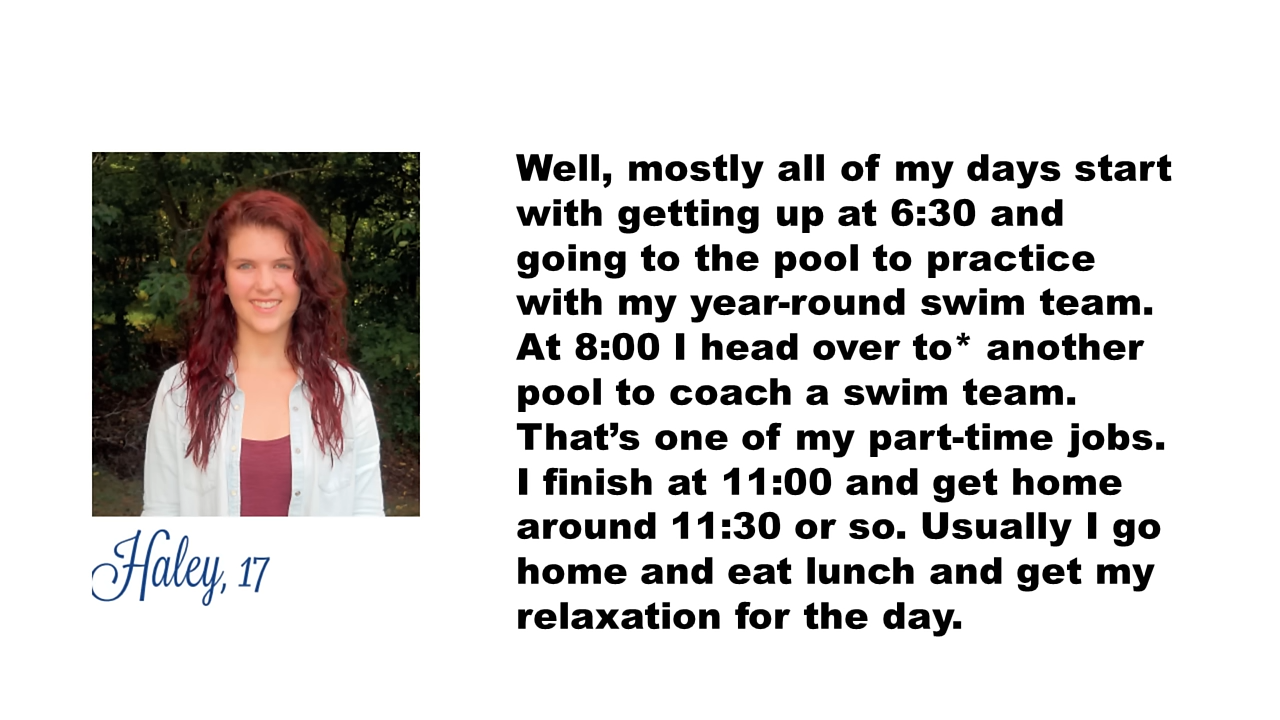 Well, mostly all of my days start
with getting up at 6:30 and
going to the pool to practice
with my year-round swim team.
At 8:00 I head over to* another
pool to coach a swim team.
That’s one of my part-time jobs.
I finish at 11:00 and get home
around 11:30 or so. Usually I go
home and eat lunch and get my
relaxation for the day.
Haley, 17